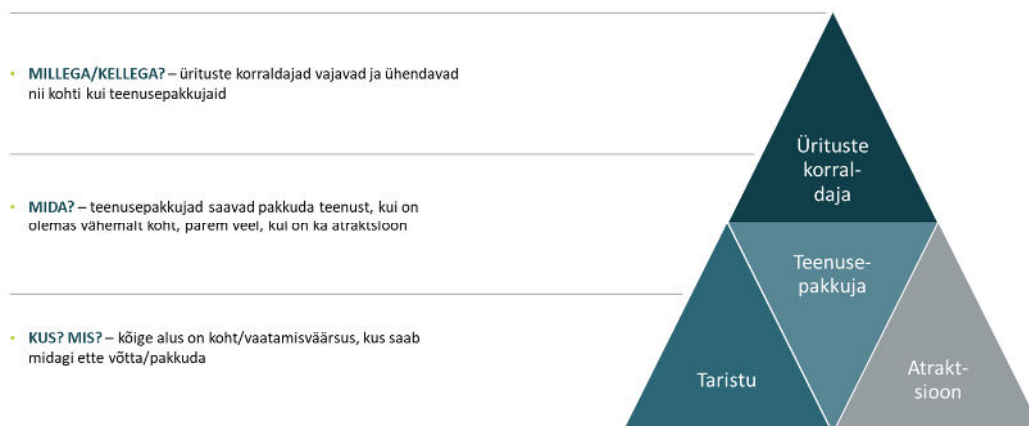 • MILLEGA/KELLEGA? – ürituste korraldajad vajavad ja ühendavad
nii kohti kui teenusepakkujaid
• MIDA? – teenusepakkujad saavad pakkuda teenust, kui on
olemas vähemalt koht, parem veel, kui on ka atraktsioon
• KUS? MIS? – kõige alus on koht/vaatamisväärsus, kus saab
midagi ette võtta/pakkuda
Ürituste
korral-
daja
Teenuse-
pakkuja
Taristu
Atrakt-
sioon